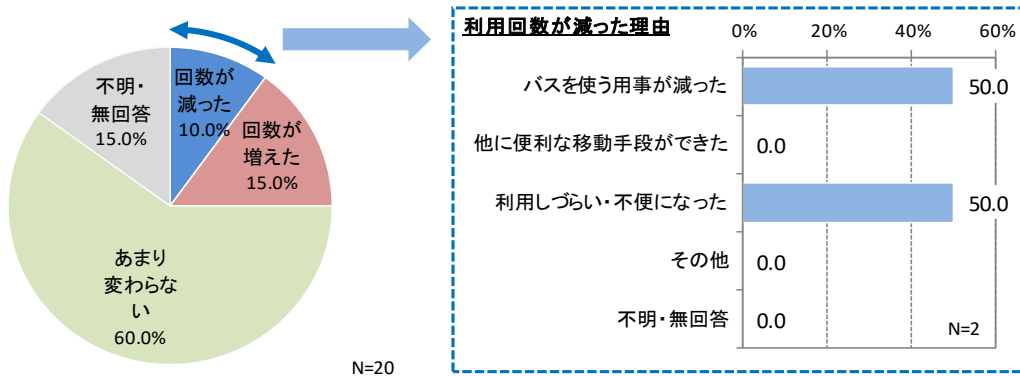 回数が
減った
10.0%
回数が
増えた
15.0%
不明・
無回答
15.0%
あまり
変わらな
い
60.0%
N=20
利用回数が減った理由
0% 20% 40% 60%
バスを使う用事が減った 50.0
他に便利な移動手段ができた 0.0
利用しづらい・不便になった 50.0
その他 0.0
不明・無回答 0.0
N=2